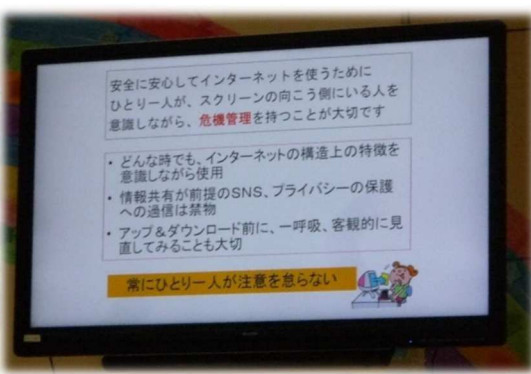 安全に安心してインターネットを使うために
ひとり一人が、スクリーンの向こう側にいる人を
意識しながら、危機管理を持つことが大切です
• どんな時でも、インターネットの構造上の特徴を
意識しながら使用
• 情報共有が前提のSNS、プライバシーの保護
への過信は禁物
• アップ&ダウンロード前に、一呼吸、客観的に見
直してみることも大切
常にひとり一人が注意を怠らない